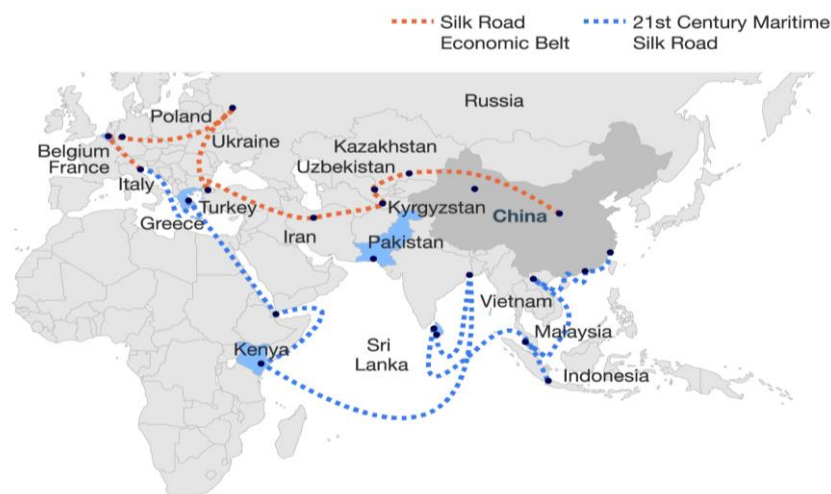 Silk Road
Economic Belt
21st Century Maritime
Silk Road
Russia
Poland
Ukraine
Kazakhstan
Uzbekistan
Belgium
France
Italy
Turkey
Greece
Kyrgyzstan
China
Iran
Pakistan
Vietnam
Malaysia
Kenya
Sri
Lanka
Indonesia